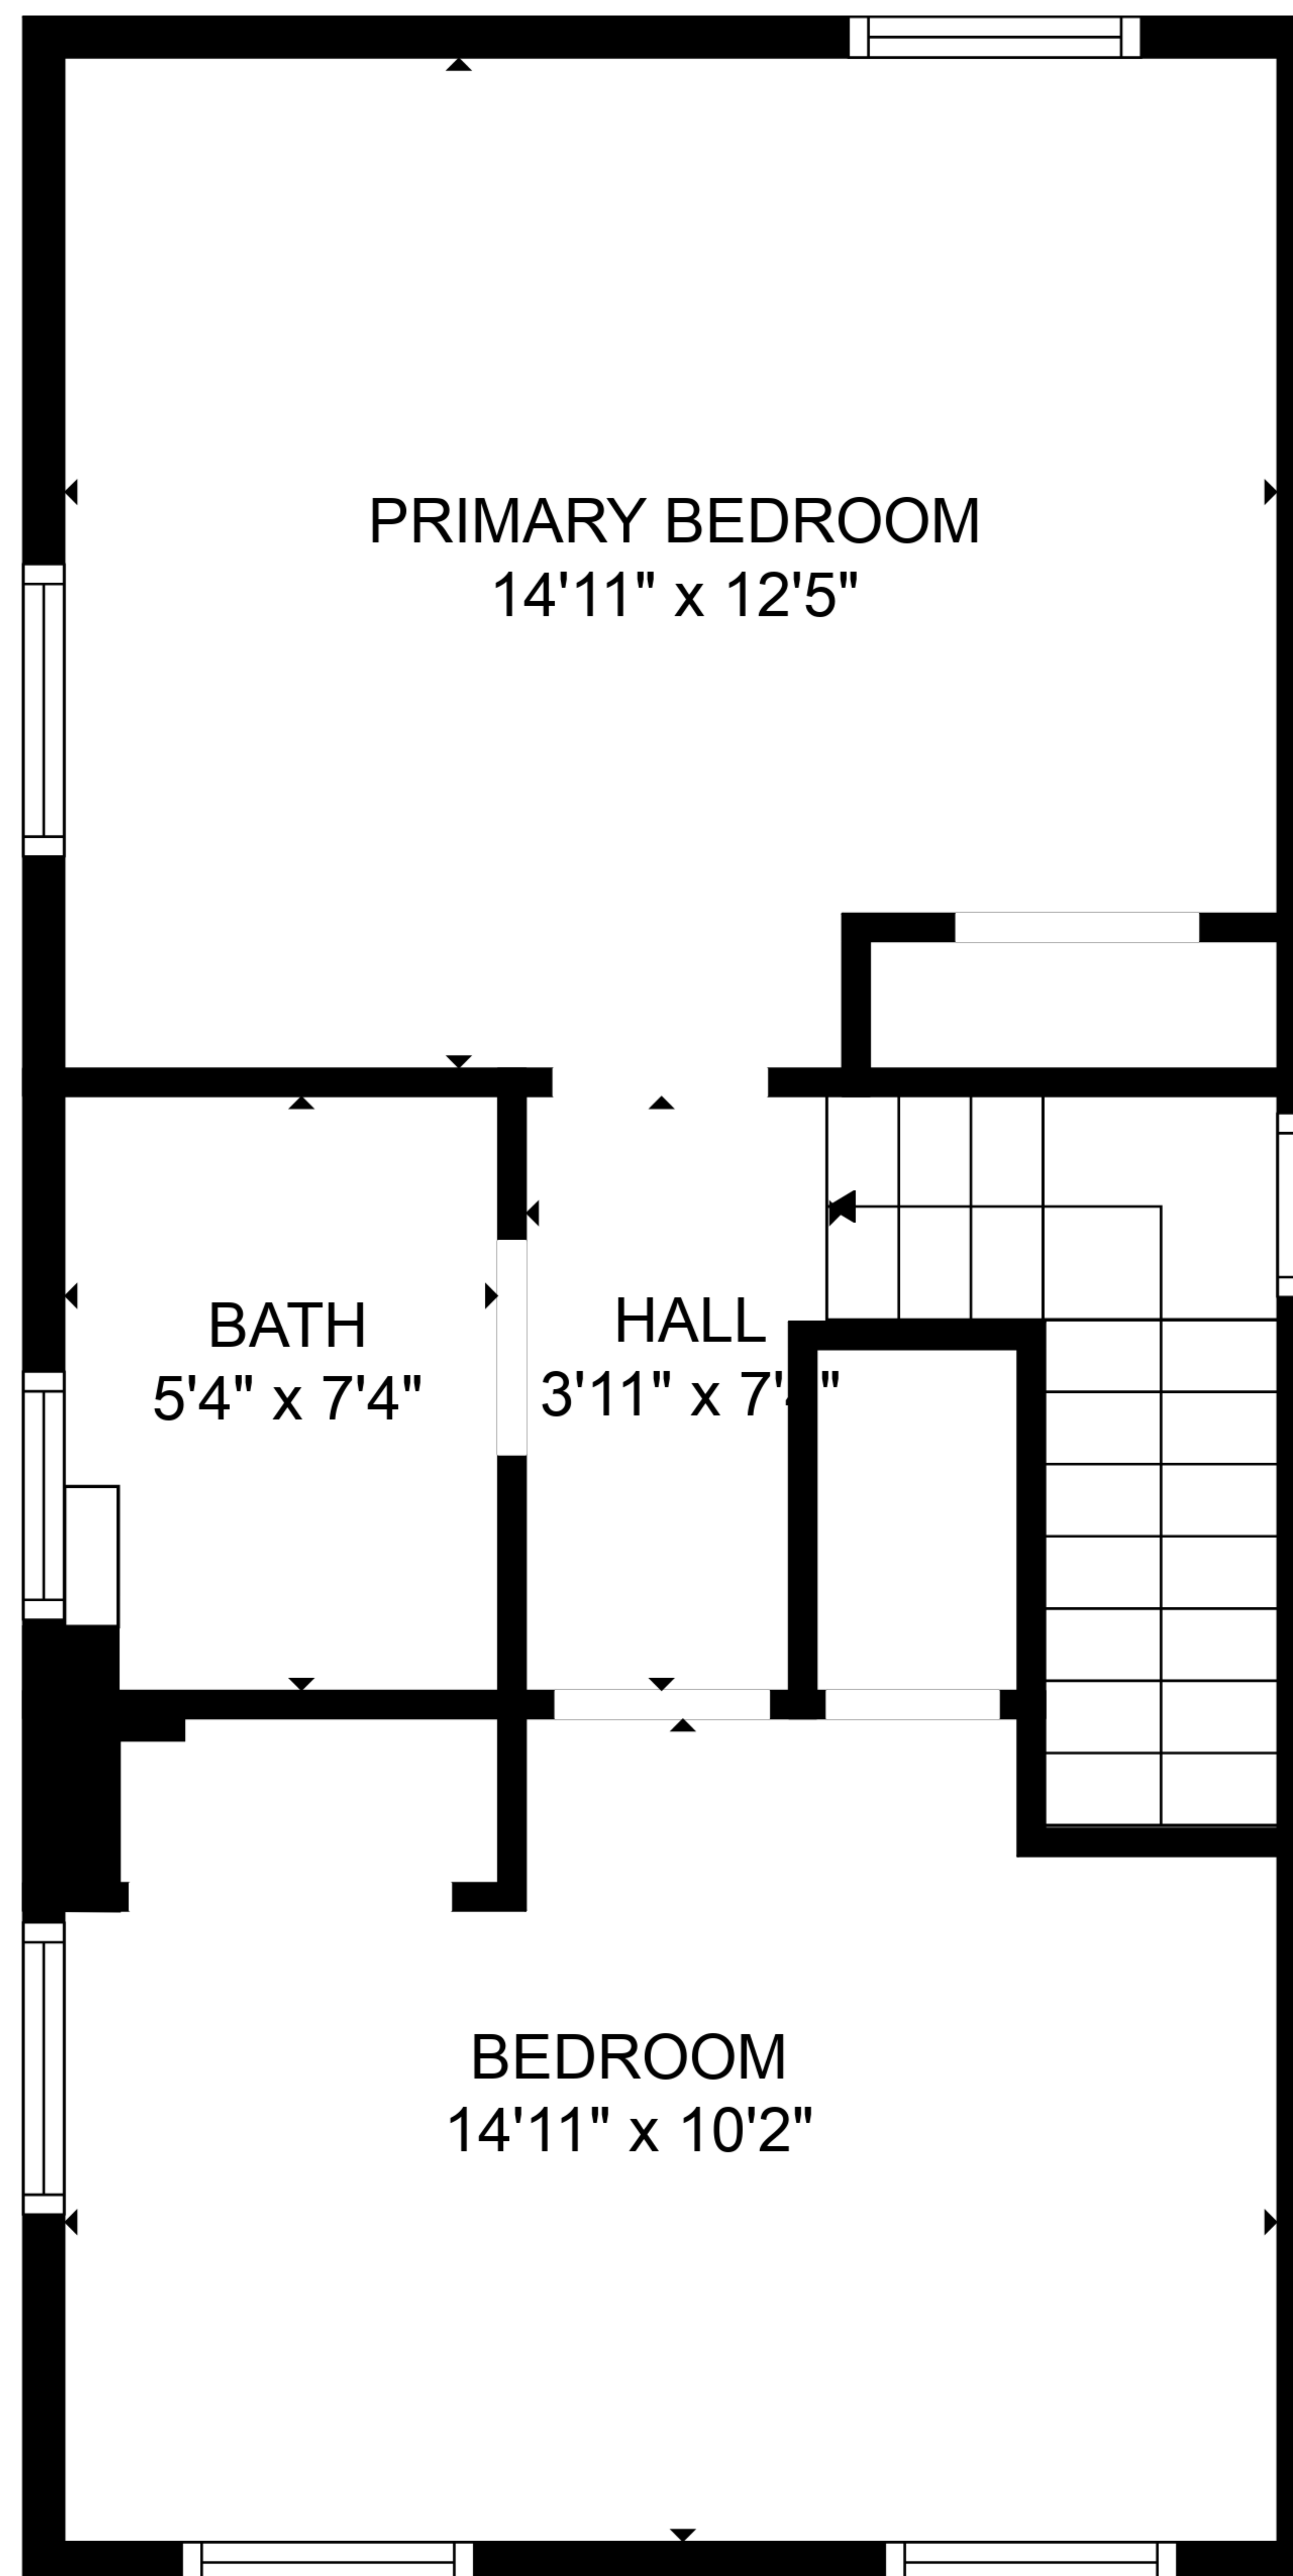 PRIMARY BEDROOM
14'11" x 12'5"
BATH
5'4" x 7'4"
HALL
3'11" x
BEDROOM
14'11" x 10'2"